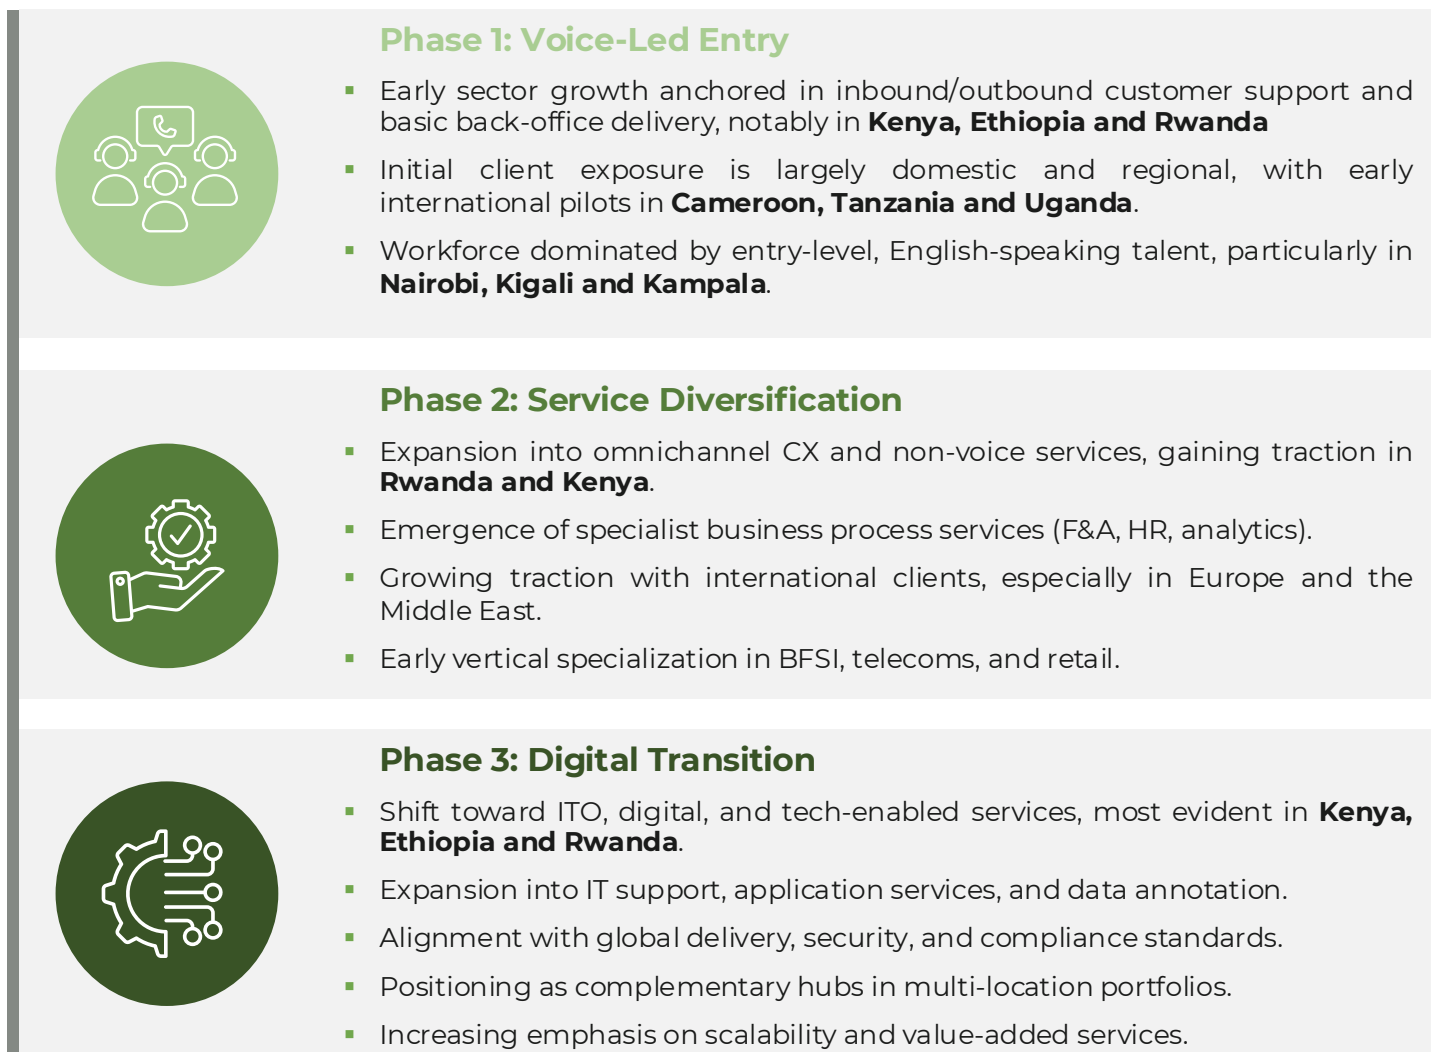 Phase 1: Voice-Led Entry
▪ Early sector growth anchored in inbound/outbound customer support and
basic back-office delivery, notably in Kenya, Ethiopia and Rwanda
▪ Initial client exposure is largely domestic and regional, with early
international pilots in Cameroon, Tanzania and Uganda.
▪ Workforce dominated by entry-level, English-speaking talent, particularly in
Nairobi, Kigali and Kampala.
Phase 2: Service Diversification
▪ Expansion into omnichannel CX and non-voice services, gaining traction in
Rwanda and Kenya.
▪ Emergence of specialist business process services (F&A, HR, analytics).
▪ Growing traction with international clients, especially in Europe and the
Middle East.
▪ Early vertical specialization in BFSI, telecoms, and retail.
Phase 3: Digital Transition
▪ Shift toward ITO, digital, and tech-enabled services, most evident in Kenya,
Ethiopia and Rwanda.
▪ Expansion into IT support, application services, and data annotation.
▪ Alignment with global delivery, security, and compliance standards.
▪ Positioning as complementary hubs in multi-location portfolios.
▪ Increasing emphasis on scalability and value-added services.